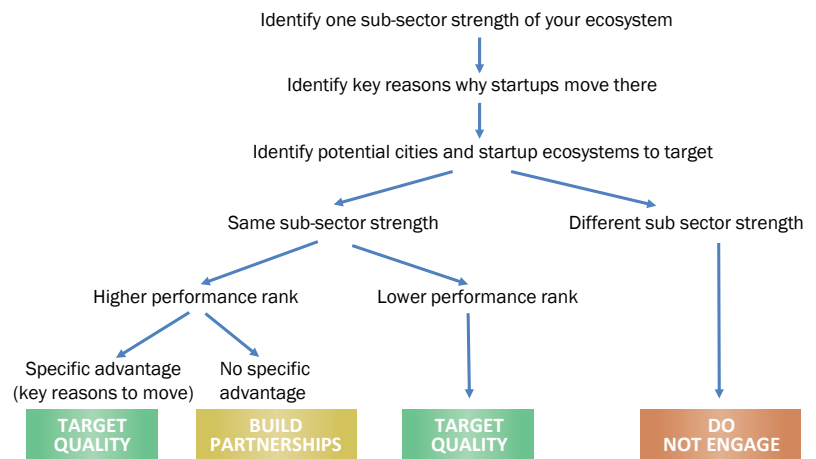 Identify one sub-sector strength of your ecosystem
Identify key reasons why startups move there
Identify potential cities and startup ecosystems to target
Same sub-sector strength
Different sub sector strength
Higher performance rank
Lower performance rank
Specific advantage
(key reasons to move)
No specific
advantage
TARGET
QUALITY
BUILD
PARTNERSHIPS
TARGET
QUALITY
DO
NOT ENGAGE